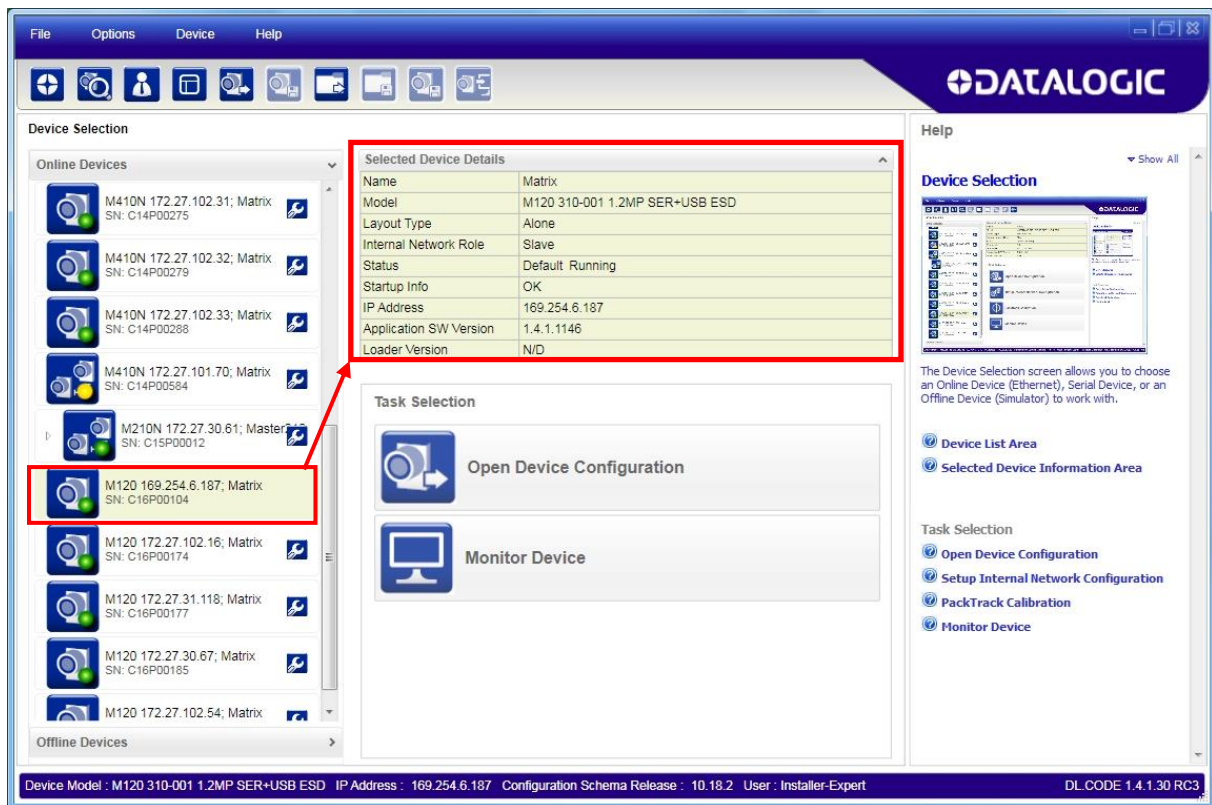 File Options Device Help
DATALOGIC
Device Selection
Online Devices
M410N 172.27.102.31; Matrix
SN: C14P00275
M410N 172.27.102.32; Matrix
SN: C14P00279
M410N 172.27.102.33; Matrix
SN: C14P00288
M410N 172.27.101.70; Matrix
SN: C14P00584
M210N 172.27.30.61;
SN: C15P00012
M120 169.254.6.187; Matrix
SN: C16P00104
M120 172.27.102.16; Matrix
SN: C16P00174
M120 172.27.31.118; Matrix
SN: C16P00177
M120 172.27.30.67; Matrix
SN: C16P00185
M120 172.27.102.54; Matrix
Offline Devices
Selected Device Details
Name Matrix
Model M120 310-001 1.2MP SER+USB ESD
Layout Type Alone
Internal Network Role Slave
Status Default Running
Startup Info OK
IP Address 169.254.6.187
Application SW Version 1.4.1.1146
Loader Version N/D
Task Selection
Open Device Configuration
Monitor Device
Help
Show All
Device Selection
The Device Selection screen allows you to choose
an Online Device (Ethernet), Serial Device, or an
Offline Device (Simulator) to work with.
Device List Area
Selected Device Information Area
Task Selection
Open Device Configuration
Setup Internal Network Configuration
PackTrack Calibration
Monitor Device
Device Model : M120 310-001 1.2MP SER+USB ESD IP Address : 169.254.6.187 Configuration Schema Release : 10.18.2 User : Installer-Expert DL.CODE 1.4.1.30 RC3